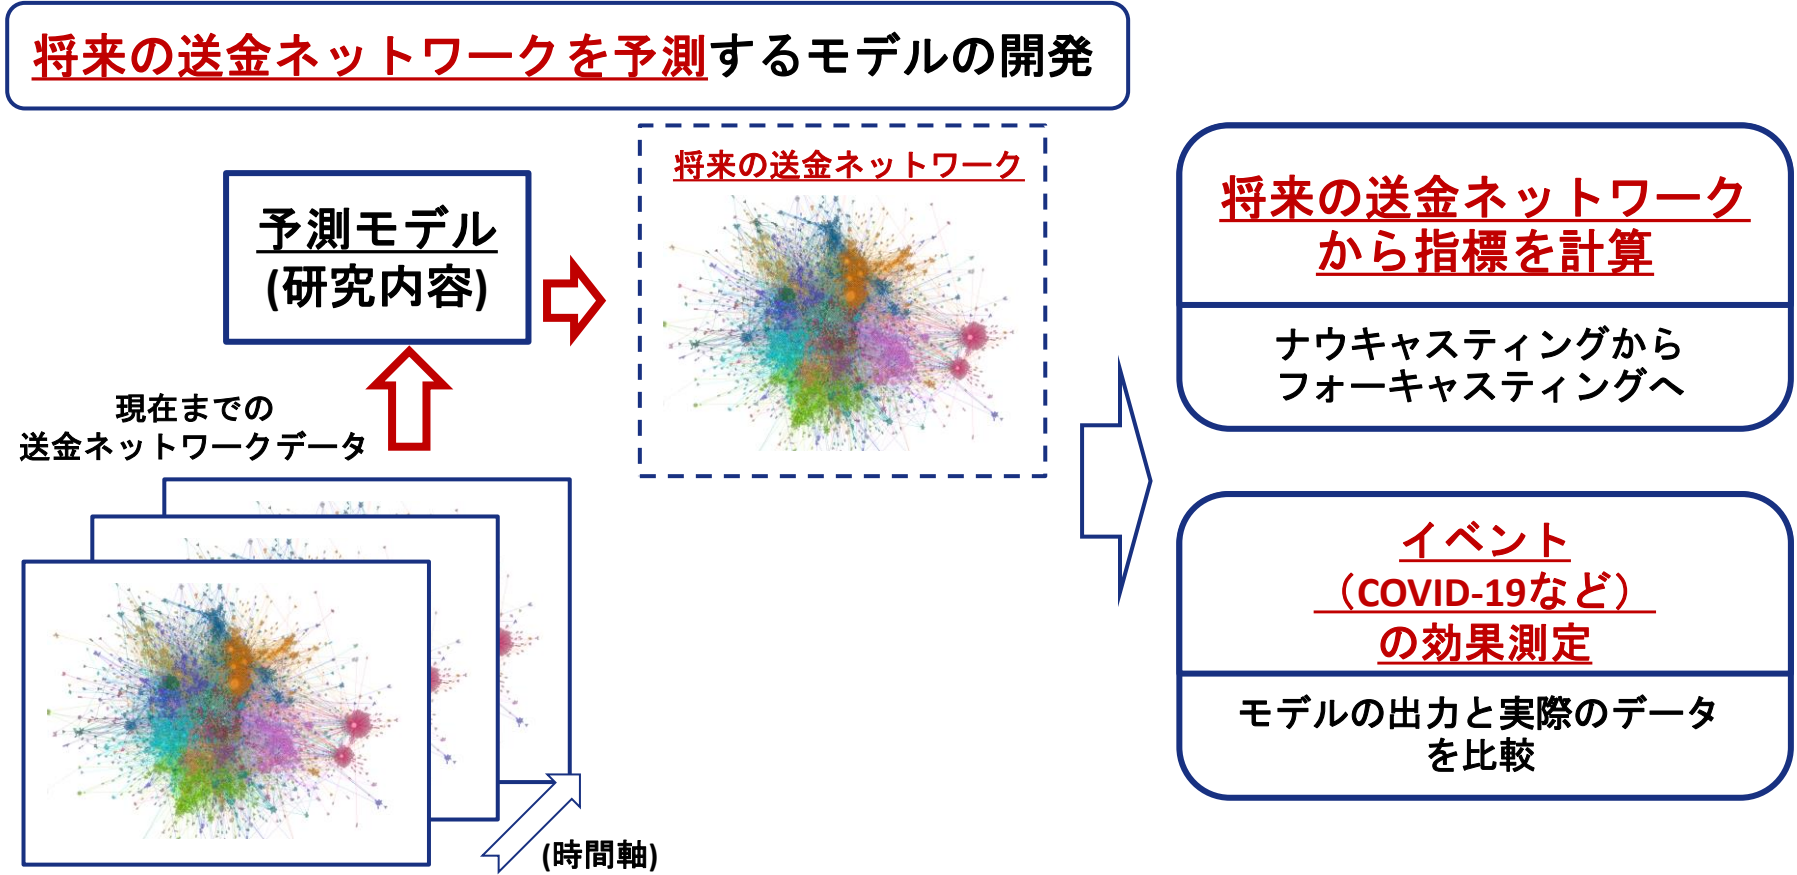 将来の送金ネットワークを予測するモデルの開発
予測モデル
(研究内容)
将来の送金ネットワーク
現在までの
送金ネットワークデータ
(時間軸)
将来の送金ネットワーク
から指標を計算
ナウキャスティングから
フォーキャスティングへ
イベント
（COVID-19など）
の効果測定
モデルの出力と実際のデータ
を比較